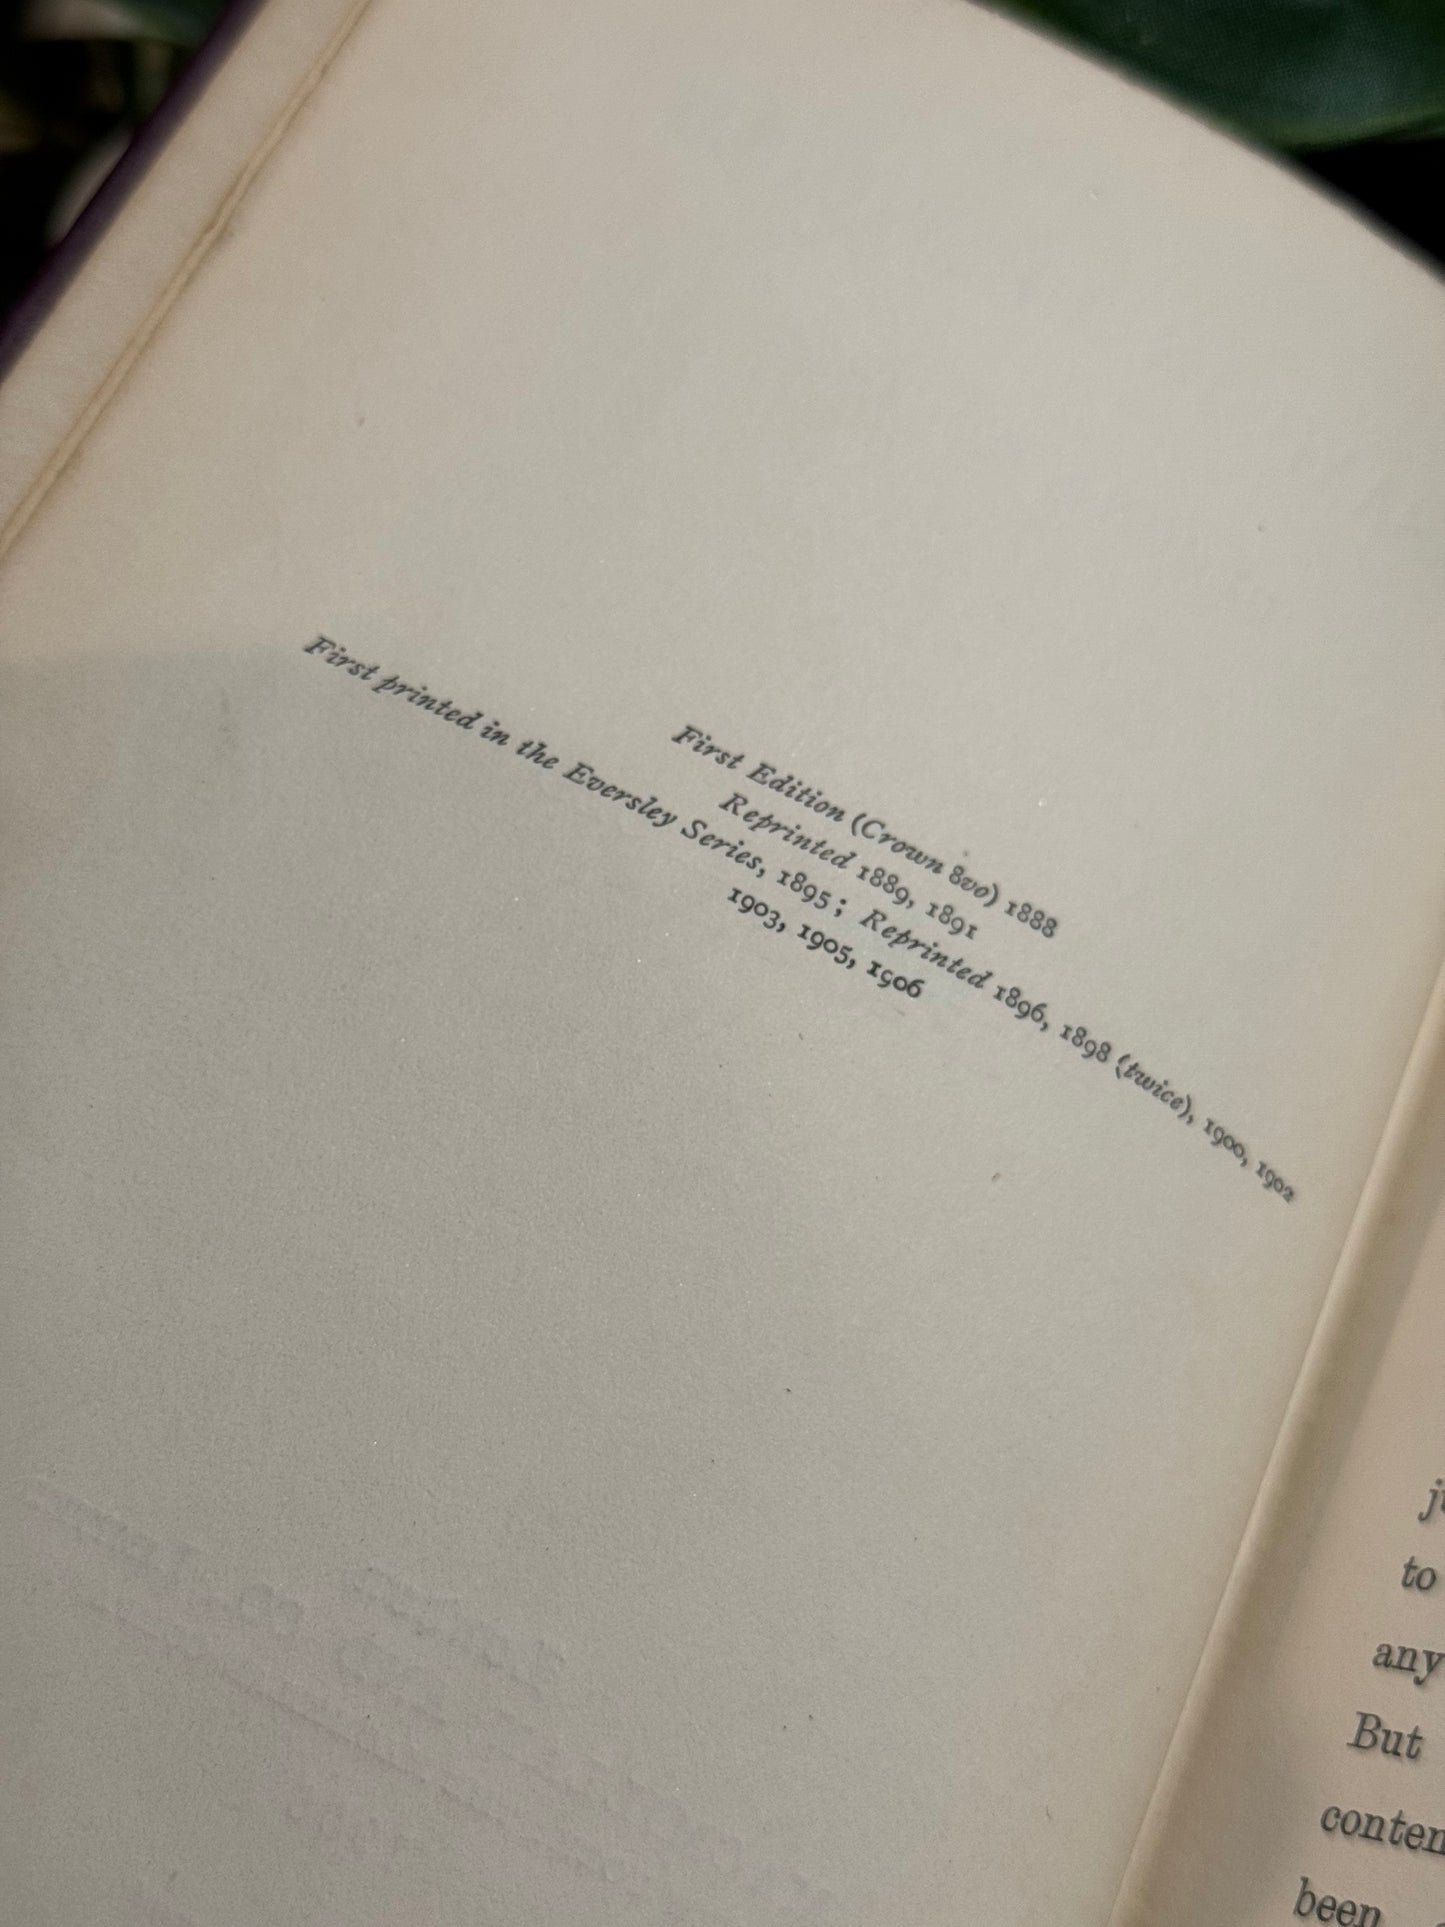 First Edition (Crown 8vo) 1888
Reprinted 1889, 1891
First printed in the Eversley Series, 1895; Reprinted 1896, 1898 (twice), 1900, 1902
1903, 1905, 1906
to
any
But
been